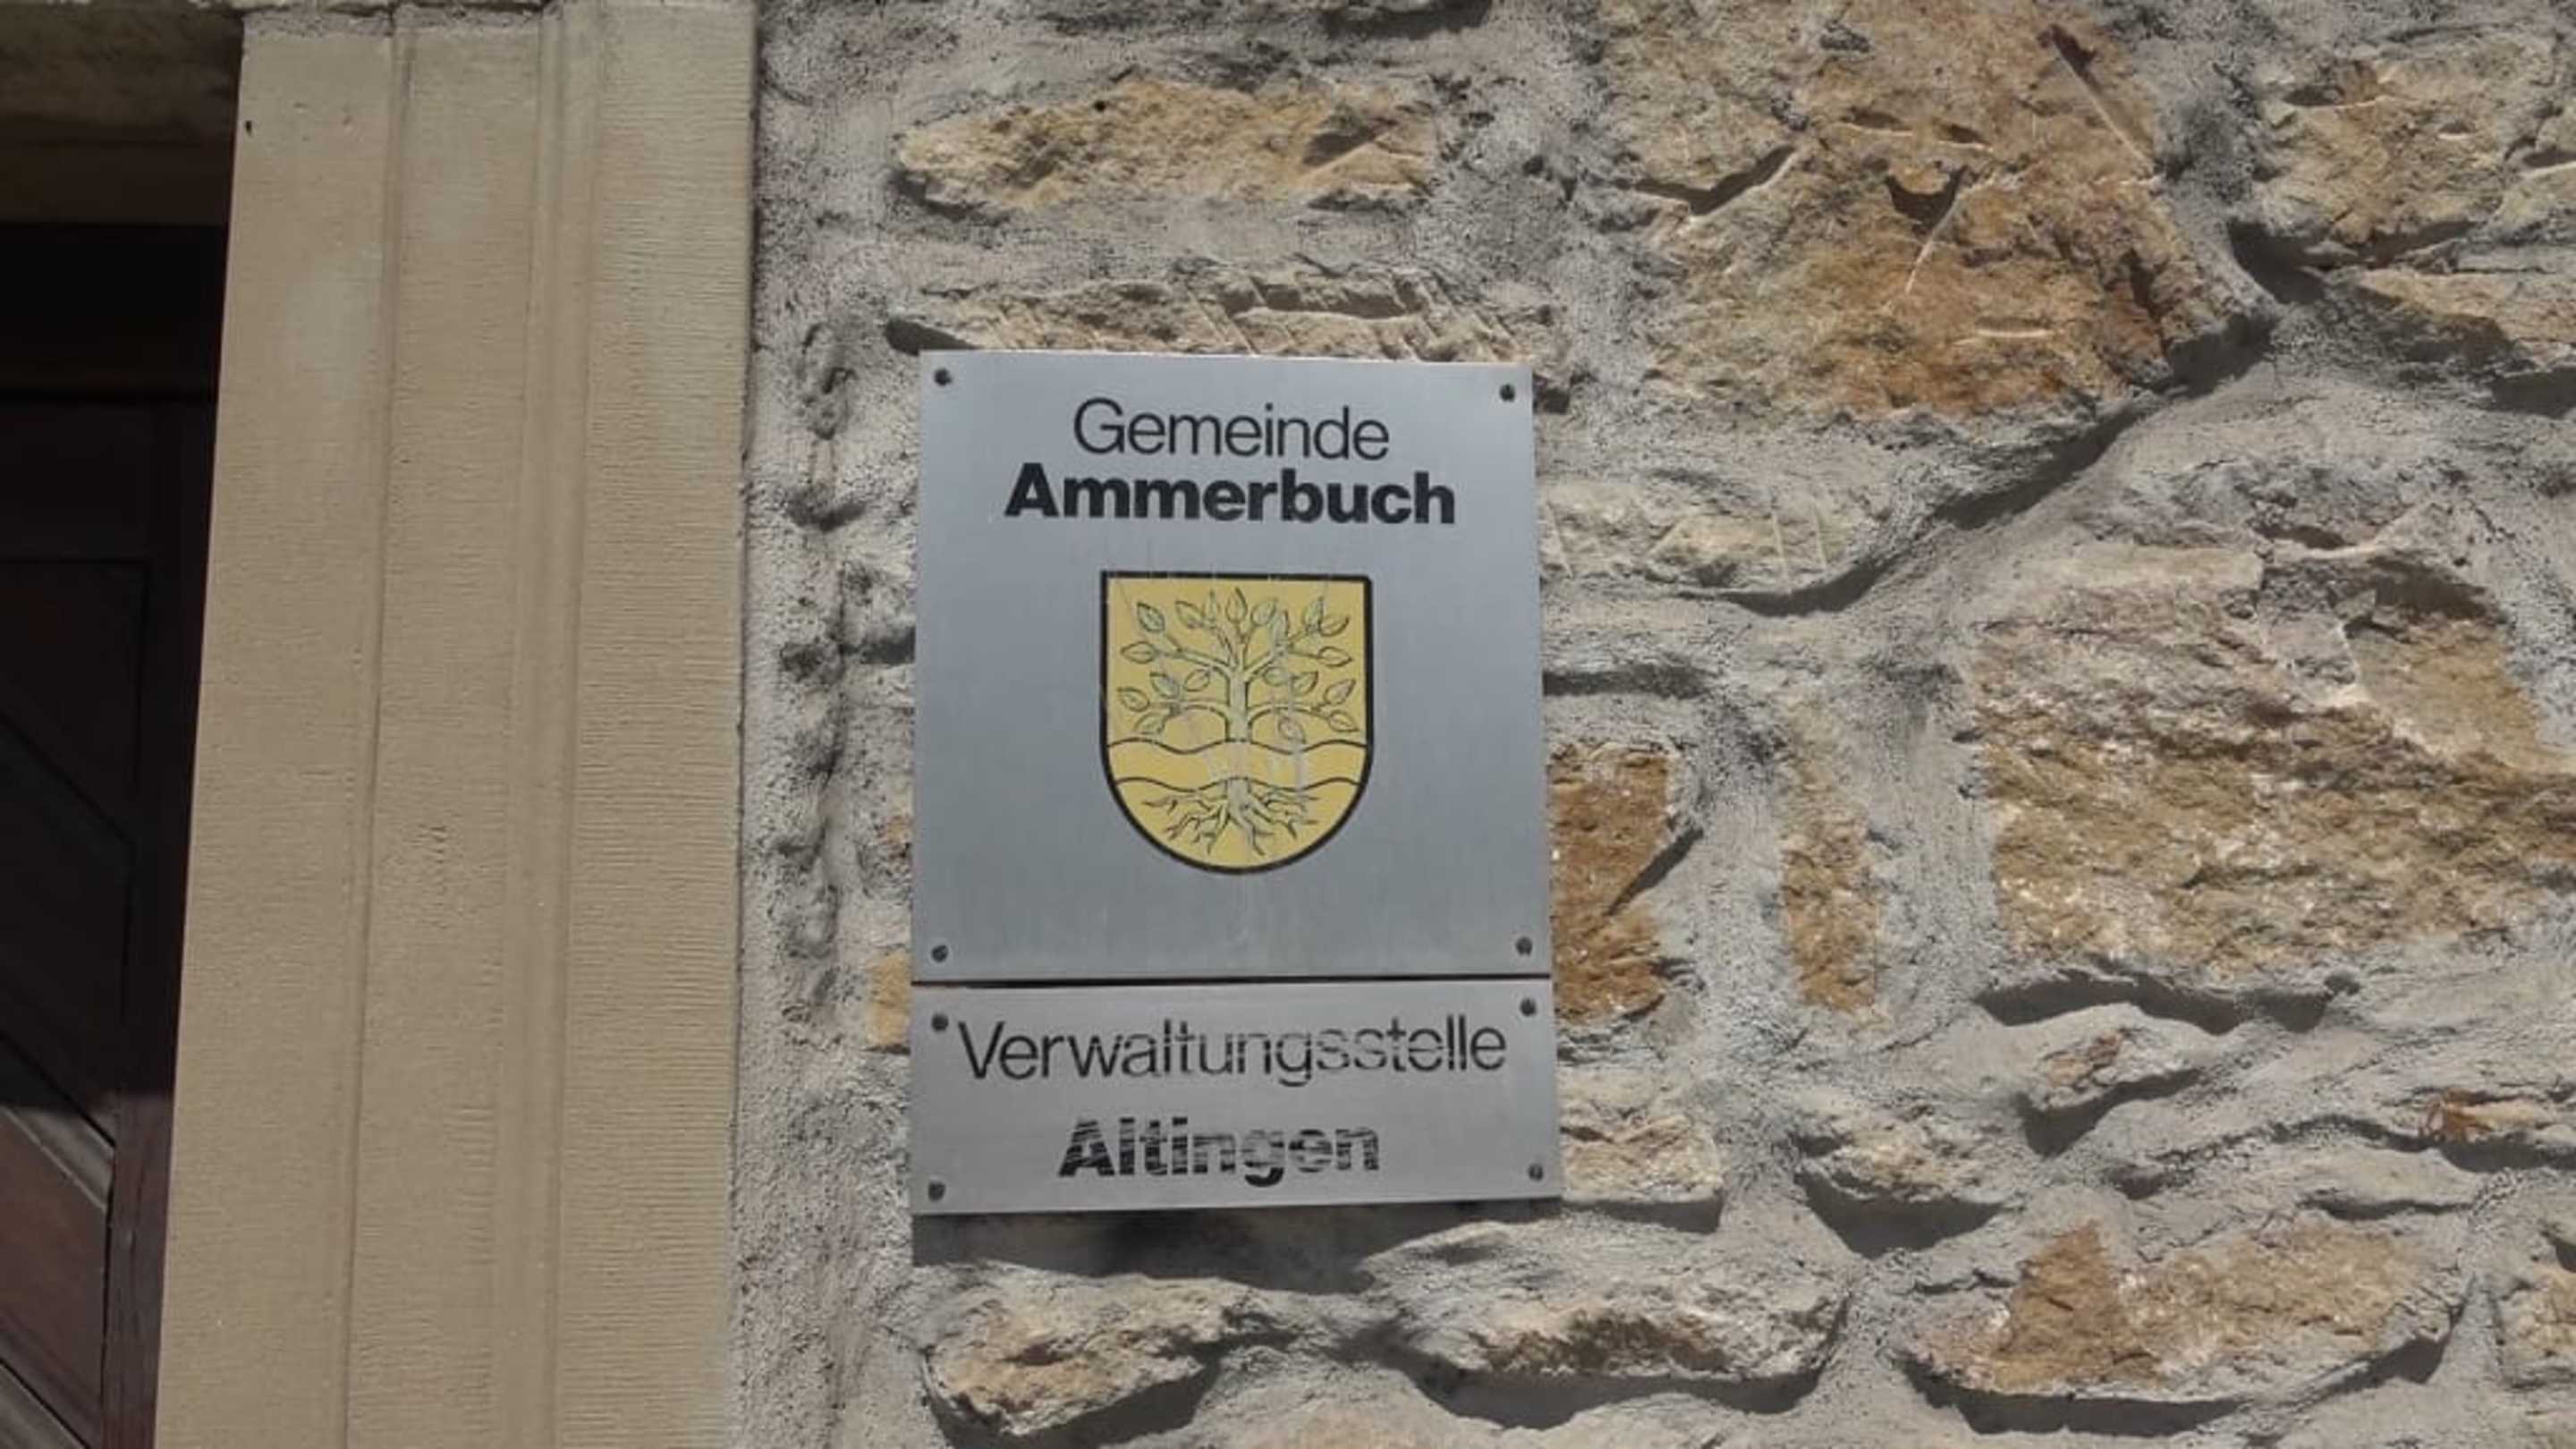 Gemeinde
Ammerbuch
Verwaltungsstelle
Altingen